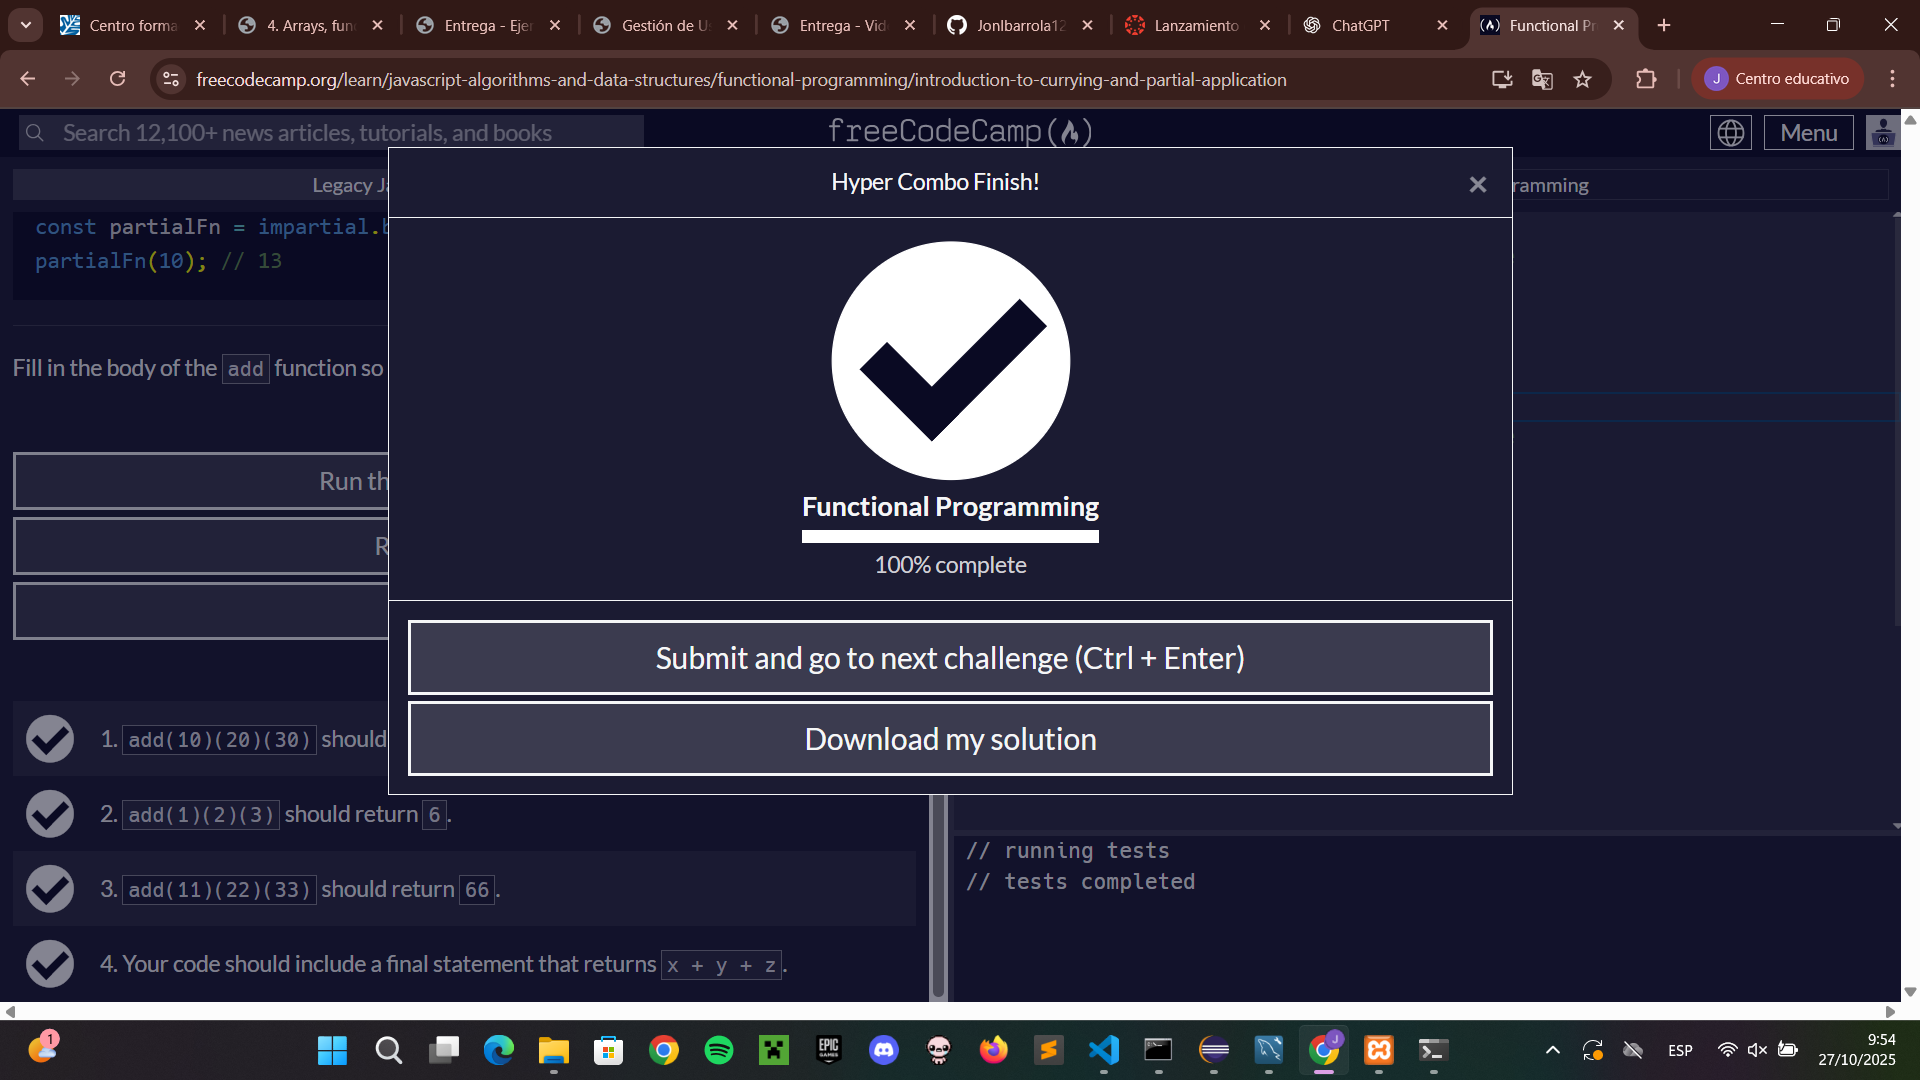 Centro forma
4. Arrays, fun
Entrega - Eje
Gestión de U
Entrega - Vid
JonIbarrola12
Lanzamiento
ChatGPT
Functional Pr
freecodecamp.org/learn/javascript-algorithms-and-data-structures/functional-programming/introduction-to-currying-and-partial-application
J
Centro educativo
Search 12,100+ news articles, tutorials, and books
freeCodeCamp
Menu
Legacy Ja
ramming
Hyper Combo Finish!
const partialFn = impartial.b
partialFn(10); // 13
Fill in the body of the add function so
Run th
R
Functional Programming
100% complete
Submit and go to next challenge (Ctrl + Enter)
Download my solution
1. add(10)(20)(30) should
2. add(1)(2)(3) should return 6.
3. add(11)(22)(33) should return 66.
4. Your code should include a final statement that returns x + y + z.
// running tests
// tests completed
1
EPIC
GAMES
J
ESP
9:54
27/10/2025